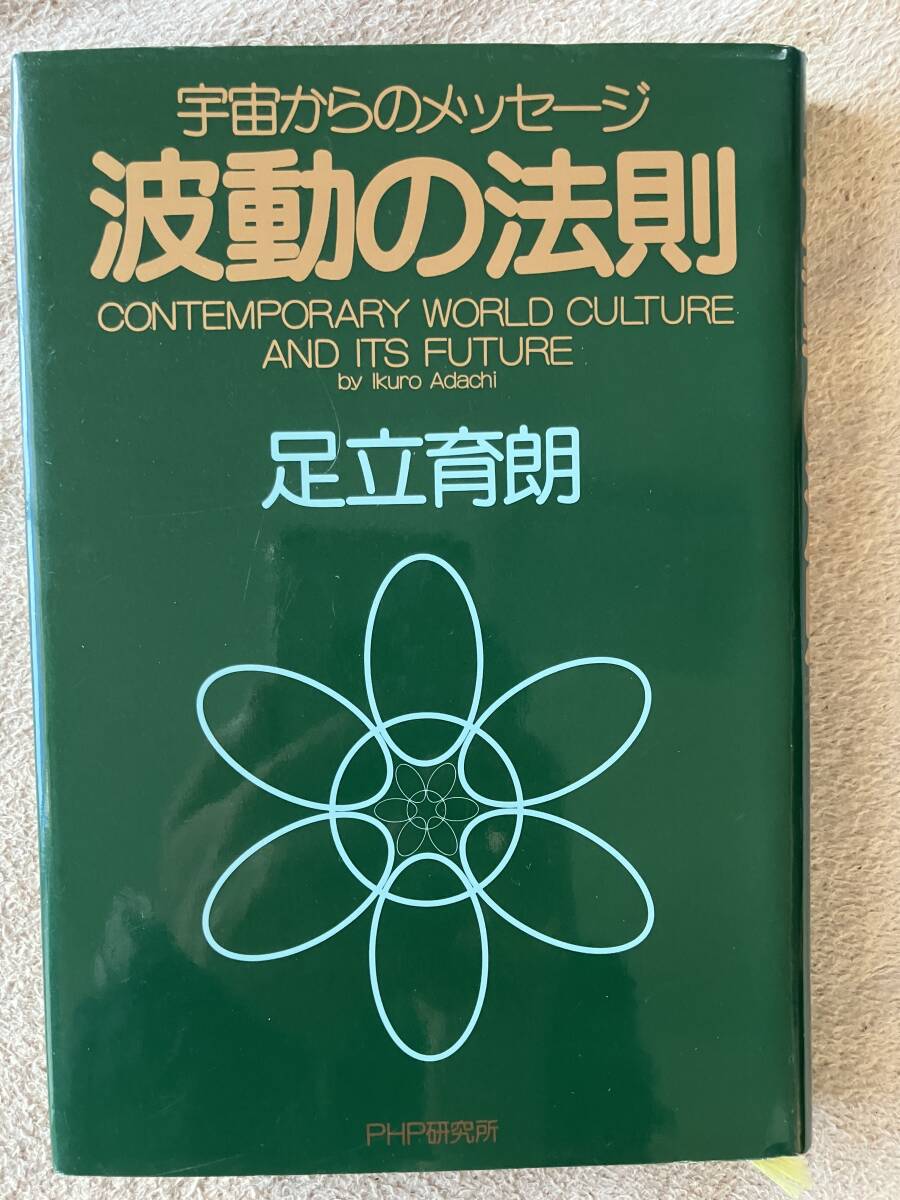 宇宙からのメッセージ
波動の法則
CONTEMPORARY WORLD CULTURE
AND ITS FUTURE
by Ikuro Adachi
足立育朗
PHP研究所